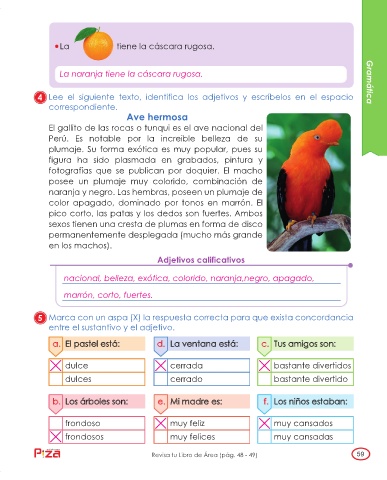 • La tiene la cáscara rugosa.
La naranja tiene la cáscara rugosa.
Gramática
4 Lee el siguiente texto, identifica los adjetivos y escríbelos en el espacio
correspondiente.
Ave hermosa
El gallito de las rocas o tunqui es el ave nacional del
Perú. Es notable por la increíble belleza de su
plumaje. Su forma exótica es muy popular, pues su
figura ha sido plasmada en grabados, pintura y
fotografías que se publican por doquier. El macho
posee un plumaje muy colorido, combinación de
naranja y negro. Las hembras, poseen un plumaje de
color apagado, dominado por tonos en marrón. El
pico corto, las patas y los dedos son fuertes. Ambos
sexos tienen una cresta de plumas en forma de disco
permanentemente desplegada (mucho más grande
en los machos).
Adjetivos calificativos
nacional, belleza, exótica, colorido, naranja,negro, apagado,
marrón, corto, fuertes.
5 Marca con un aspa (X) la respuesta correcta para que exista concordancia
entre el sustantivo y el adjetivo.
a. El pastel está:
X dulce
dulces
d. La ventana está:
X cerrada
cerrado
c. Tus amigos son:
X bastante divertidos
bastante divertido
b. Los árboles son:
frondoso
X frondosos
e. Mi madre es:
X muy feliz
muy felices
f. Los niños estaban:
X muy cansados
muy cansadas
PIZA
Revisa tu Libro de Área (pág. 48 - 49)
59